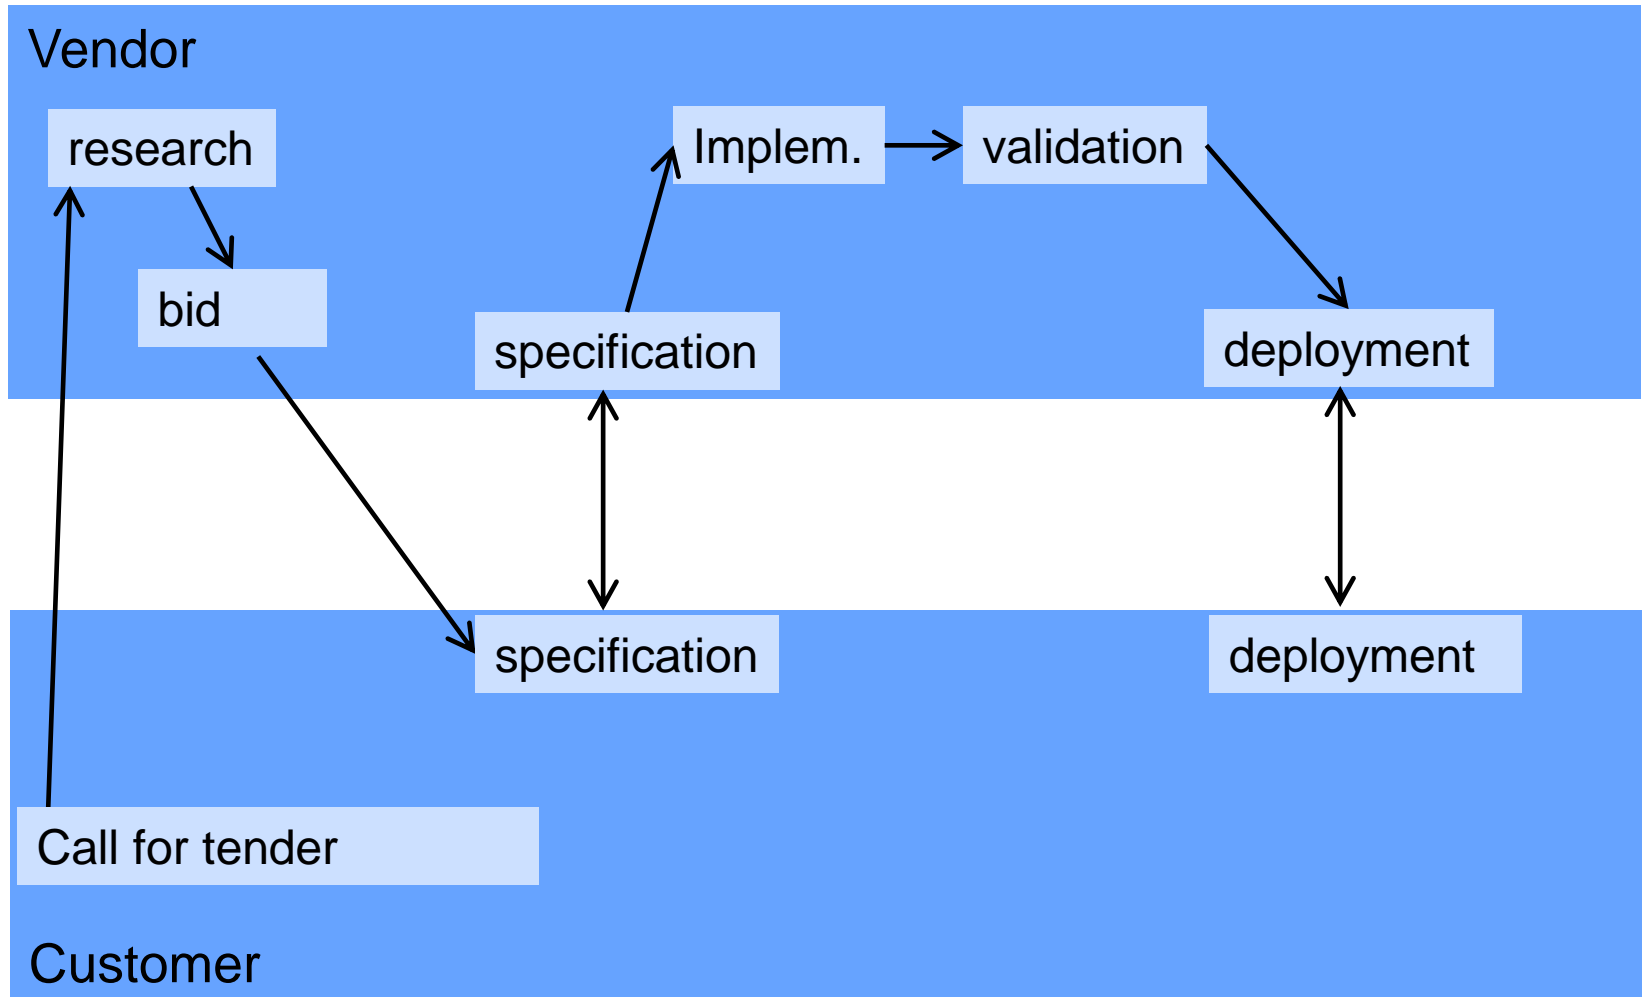 Vendor
research
Implem.
validation
bid
specification
deployment
specification
deployment
Call for tender
Customer